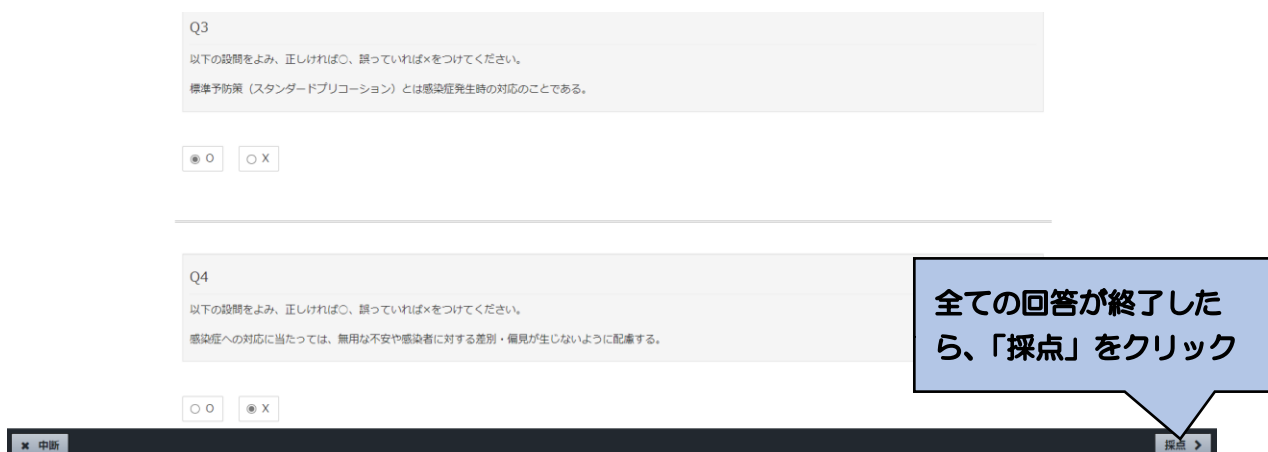 Q3
以下の設問をよみ、正しければ○、誤っていれば×をつけてください。
標準予防策（スタンダードプリコーション）とは感染症発生時の対応のことである。
O X
Q4
以下の設問をよみ、正しければ○、誤っていれば×をつけてください。
感染症への対応に当たっては、無用な不安や感染者に対する差別・偏見が生じないように配慮する。
全ての回答が終了した
ら、「採点」をクリック
O X
✖ 中断
採点 ❯